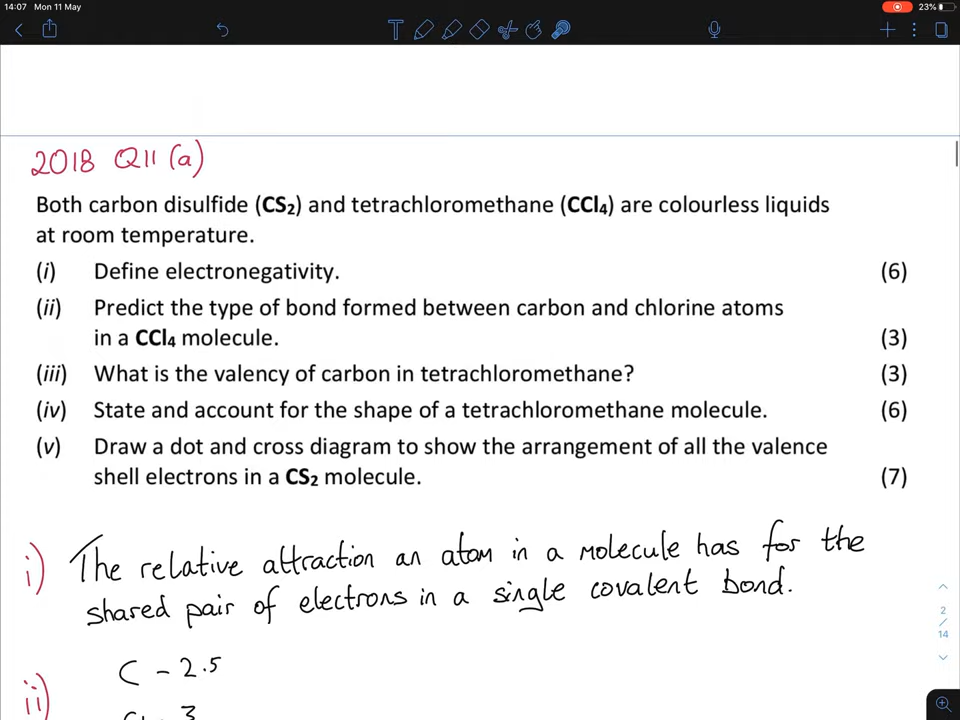 14:07 Mon 11 May
23%
T
2018 Q11 (a)
Both carbon disulfide (CS₂) and tetrachloromethane (CCl₄) are colourless liquids
at room temperature.
(i) Define electronegativity. (6)
(ii) Predict the type of bond formed between carbon and chlorine atoms
in a CCl₄ molecule. (3)
(iii) What is the valency of carbon in tetrachloromethane? (3)
(iv) State and account for the shape of a tetrachloromethane molecule. (6)
(v) Draw a dot and cross diagram to show the arrangement of all the valence
shell electrons in a CS₂ molecule. (7)
i) The relative attraction an atom in a molecule has for the
shared pair of electrons in a single covalent bond.
2
/
14
C - 2.5
ii)
Cl - 3